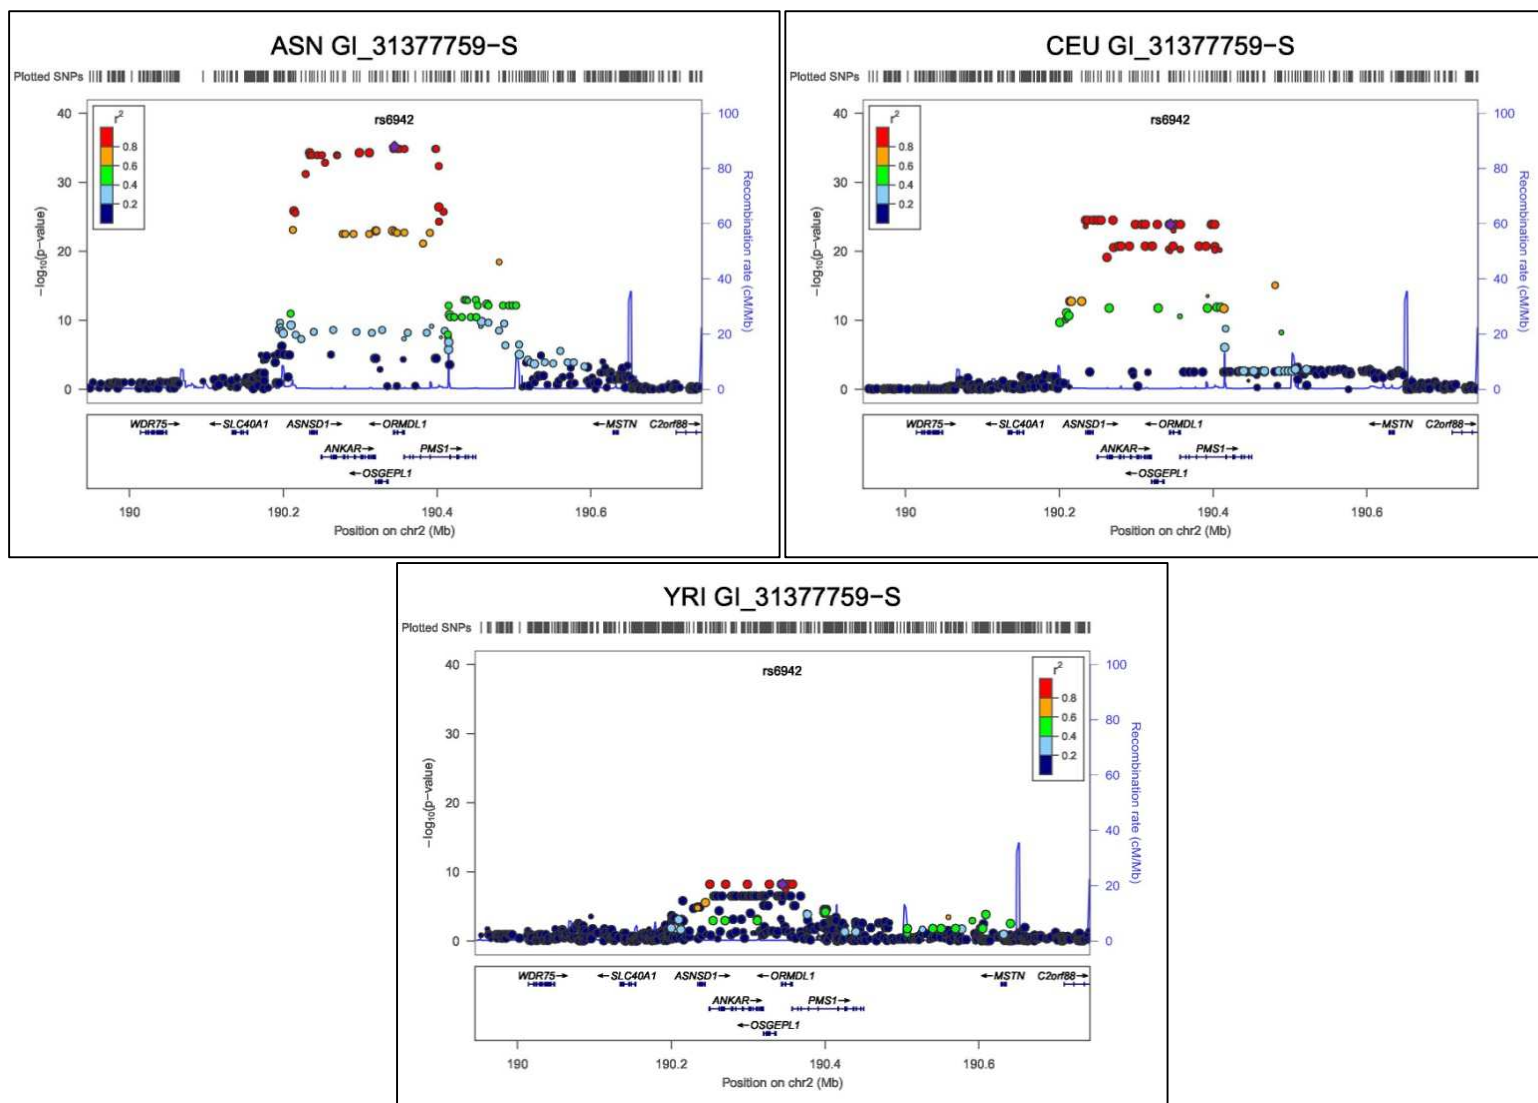 ASN GI_31377759−S
Plotted SNPs
40
30
20
10
0
−log10(p−value)
r2
0.8
0.6
0.4
0.2
rs6942
100
80
60
40
20
0
Recombination rate (cM/Mb)
WDR75→ ←SLC40A1 ASNSD1→ ←ORMDL1 ←MSTN C2orf88→
ANKAR→ PMS1→
←OSGEPL1
190 190.2 190.4 190.6
Position on chr2 (Mb)
CEU GI_31377759−S
Plotted SNPs
40
30
20
10
0
−log10(p−value)
r2
0.8
0.6
0.4
0.2
rs6942
100
80
60
40
20
0
Recombination rate (cM/Mb)
WDR75→ ←SLC40A1 ASNSD1→ ←ORMDL1 ←MSTN C2orf88→
ANKAR→ PMS1→
←OSGEPL1
190 190.2 190.4 190.6
Position on chr2 (Mb)
YRI GI_31377759−S
Plotted SNPs
40
30
20
10
0
−log10(p−value)
rs6942
r2
0.8
0.6
0.4
0.2
100
80
60
40
20
0
Recombination rate (cM/Mb)
WDR75→ ←SLC40A1 ASNSD1→ ←ORMDL1 ←MSTN C2orf88→
ANKAR→ PMS1→
←OSGEPL1
190 190.2 190.4 190.6
Position on chr2 (Mb)